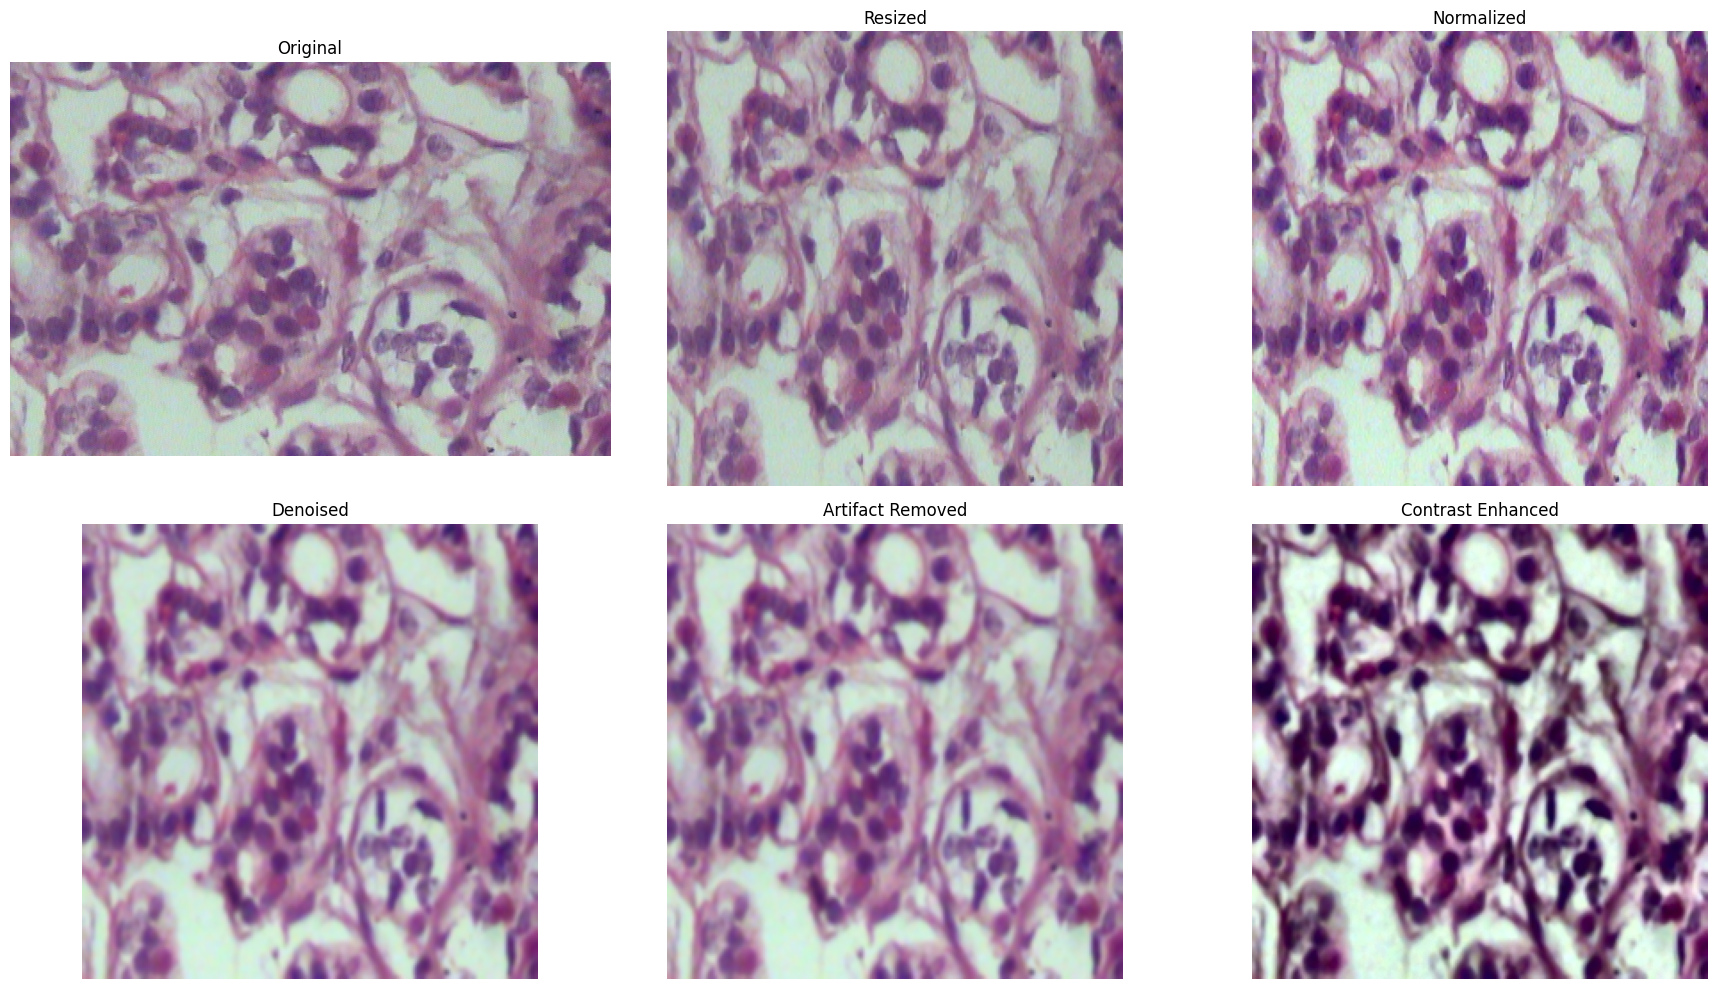 Original
Resized
Normalized
Denoised
Artifact Removed
Contrast Enhanced